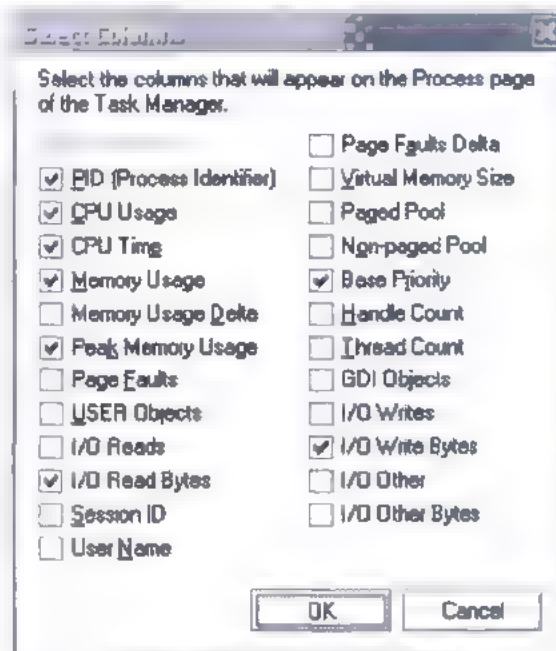 Select Columns
Select the columns that will appear on the Process page
of the Task Manager.
PID (Process Identifier)
CPU Usage
CPU Time
Memory Usage
Memory Usage Delta
Peak Memory Usage
Page Faults
USER Objects
I/O Reads
I/O Read Bytes
Session ID
User Name
Page Faults Delta
Virtual Memory Size
Paged Pool
Non-paged Pool
Base Priority
Handle Count
Thread Count
GDI Objects
I/O Writes
I/O Write Bytes
I/O Other
I/O Other Bytes
OK
Cancel